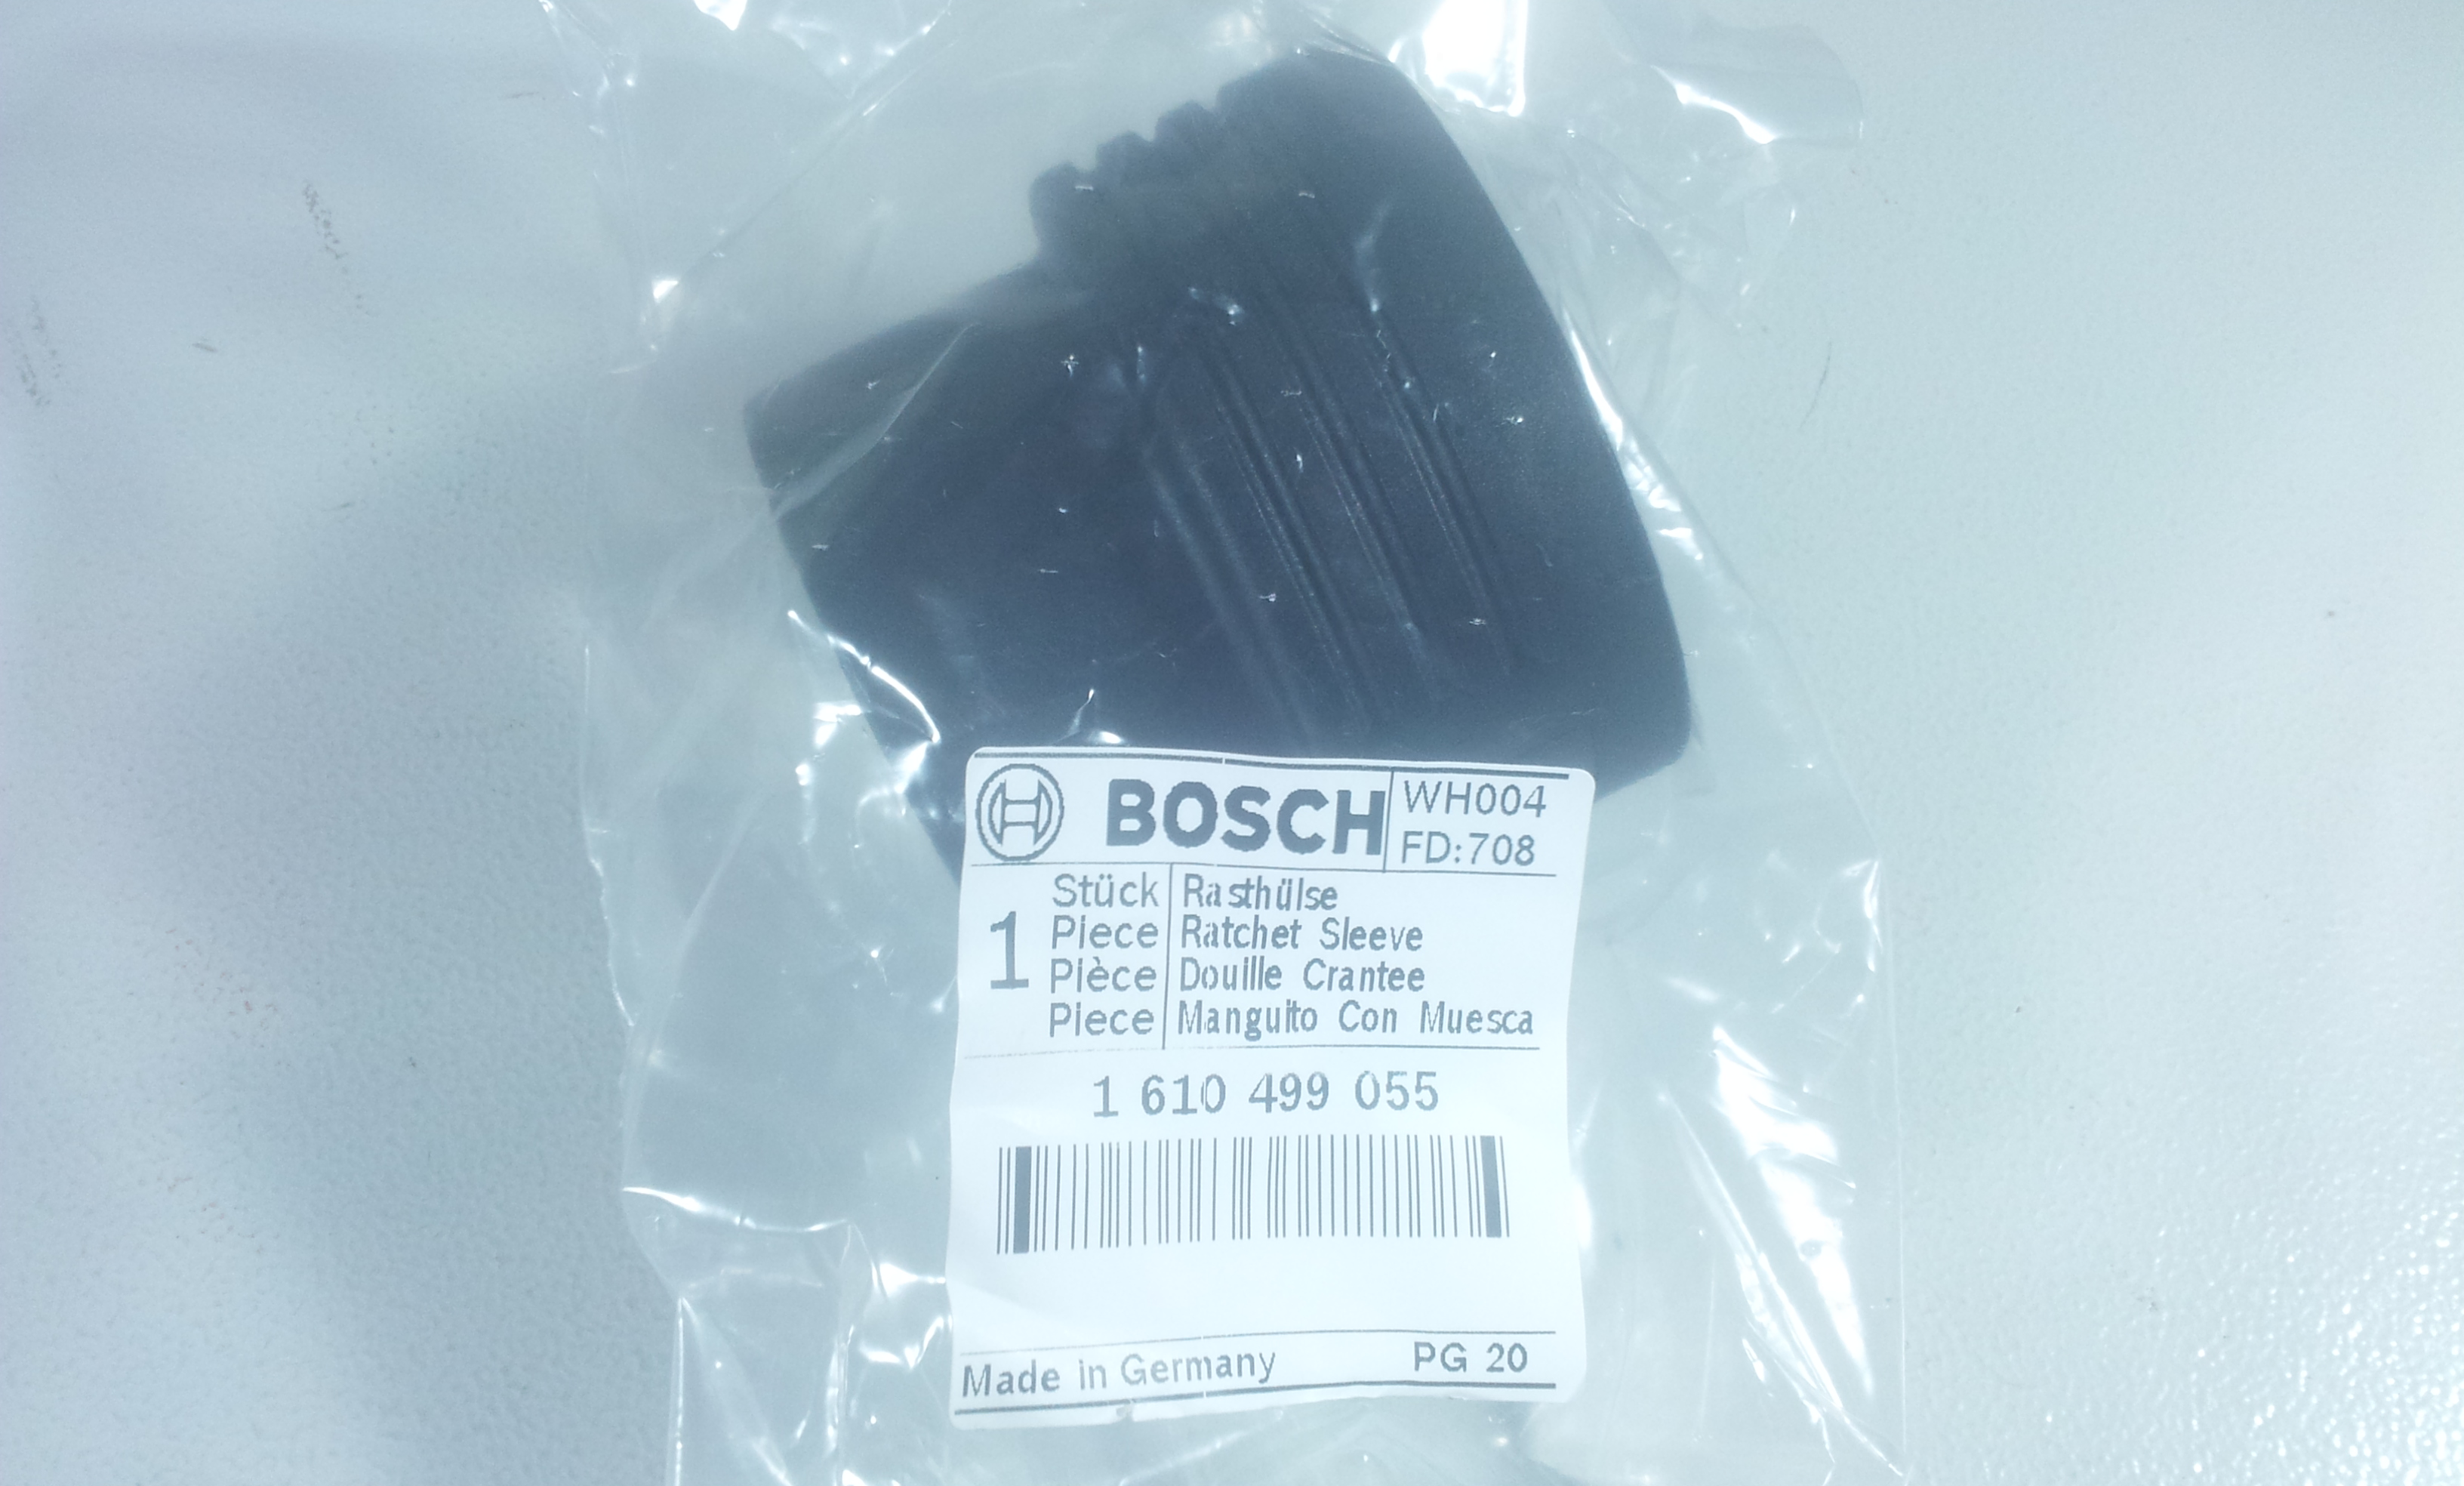 BOSCH
WH004
FD:708
1
Stück Rasthülse
Piece Ratchet Sleeve
Pièce Douille Crantee
Piece Manguito Con Muesca
1 610 499 055
Made in Germany PG 20